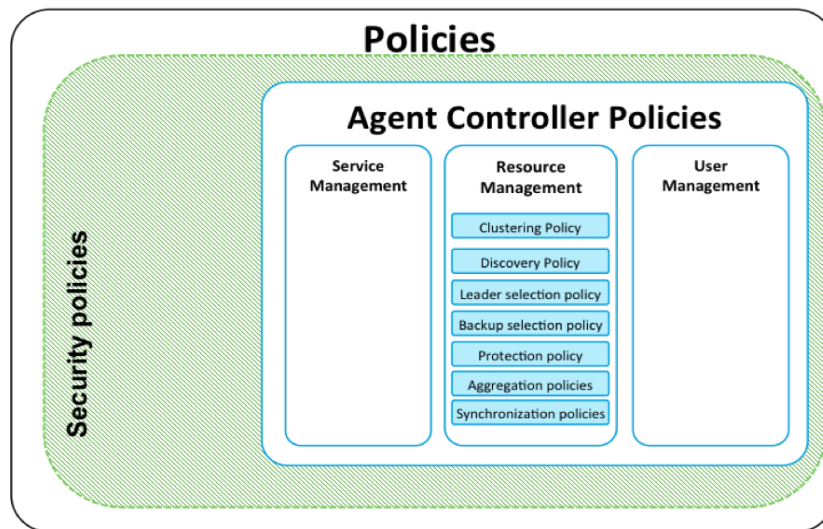 Policies
Agent Controller Policies
Service
Management
Resource
Management
User
Management
Clustering Policy
Discovery Policy
Leader selection policy
Backup selection policy
Protection policy
Aggregation policies
Synchronization policies
Security policies